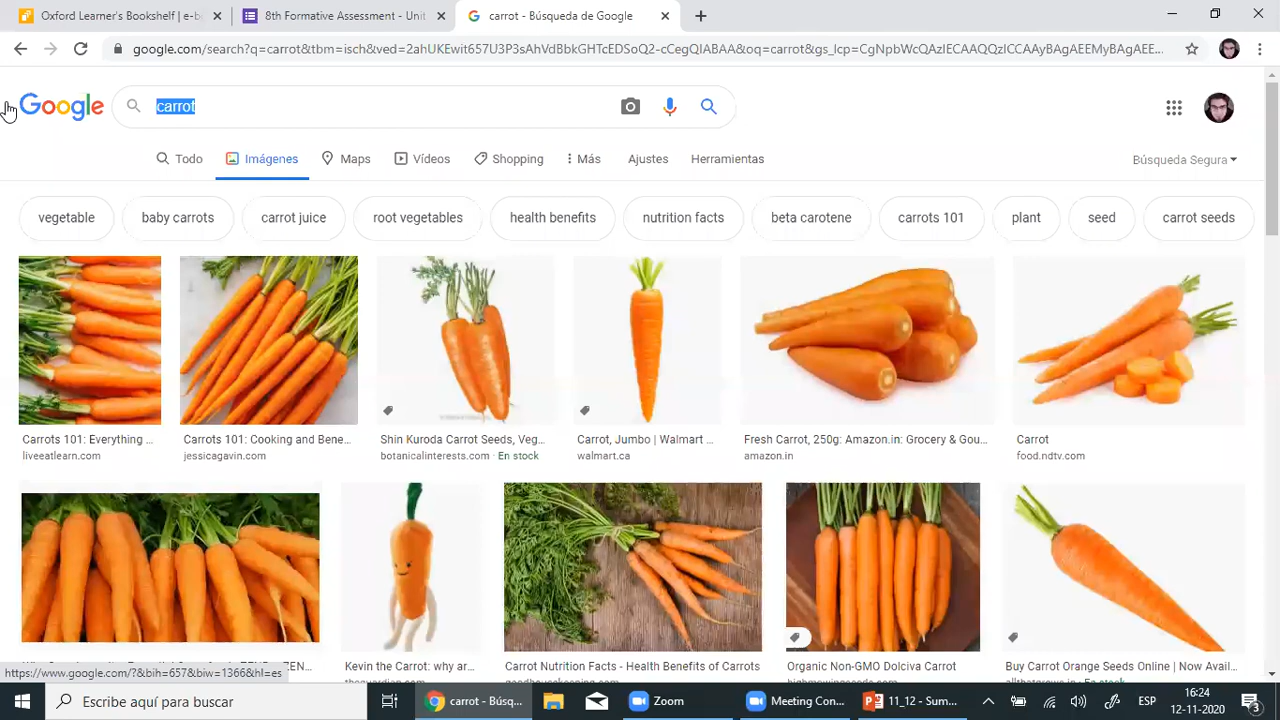 Oxford Learner's Bookshelf | e-b
8th Formative Assessment - Unit
carrot - Búsqueda de Google
google.com/search?q=carrot&tbm=isch&ved=2ahUKEwit657U3P3sAhVdBbkGHTcEDSoQ2-cCegQIABAA&oq=carrot&gs_lcp=CgNpbWcQAzIECAAQQzICCAAyBAgAEEMyBAgAEE...
Google
carrot
Todo
Imágenes
Maps
Vídeos
Shopping
Más
Ajustes
Herramientas
Búsqueda Segura
vegetable
baby carrots
carrot juice
root vegetables
health benefits
nutrition facts
beta carotene
carrots 101
plant
seed
carrot seeds
Carrots 101: Everything ...
liveeatlearn.com
Carrots 101: Cooking and Bene...
jessicagavin.com
Shin Kuroda Carrot Seeds, Veg...
botanicalinterests.com · En stock
Carrot, Jumbo | Walmart ...
walmart.ca
Fresh Carrot, 250g: Amazon.in: Grocery & Gou...
amazon.in
Carrot
food.ndtv.com
Kevin the Carrot: why ar...
theguardian.com
Carrot Nutrition Facts - Health Benefits of Carrots
Organic Non-GMO Dolciva Carrot
Buy Carrot Orange Seeds Online | Now Avail...
https://www.google.com/?&bih=657&biw=1366&hl=es
Escribe aquí para buscar
carrot - Búsq...
Zoom
Meeting Con...
11_12 - Sum...
ESP
16:24
12-11-2020
3